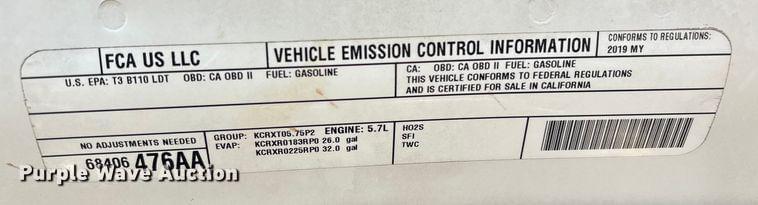 FCA US LLC
VEHICLE EMISSION CONTROL INFORMATION
CONFORMS TO REGULATIONS:
2019 MY
U.S. EPA: T3 B110 LDT OBD: CA OBD II FUEL: GASOLINE
CA: OBD: CA OBD II FUEL: GASOLINE
THIS VEHICLE CONFORMS TO FEDERAL REGULATIONS
AND IS CERTIFIED FOR SALE IN CALIFORNIA
NO ADJUSTMENTS NEEDED
68406 476AA
GROUP: KCRXT05.75P2 ENGINE: 5.7L
EVAP: KCRXR0183RP0 26.0 gal
KCRXR0225RP0 32.0 gal
HO2S
SFI
TWC
Purple Wave Auction